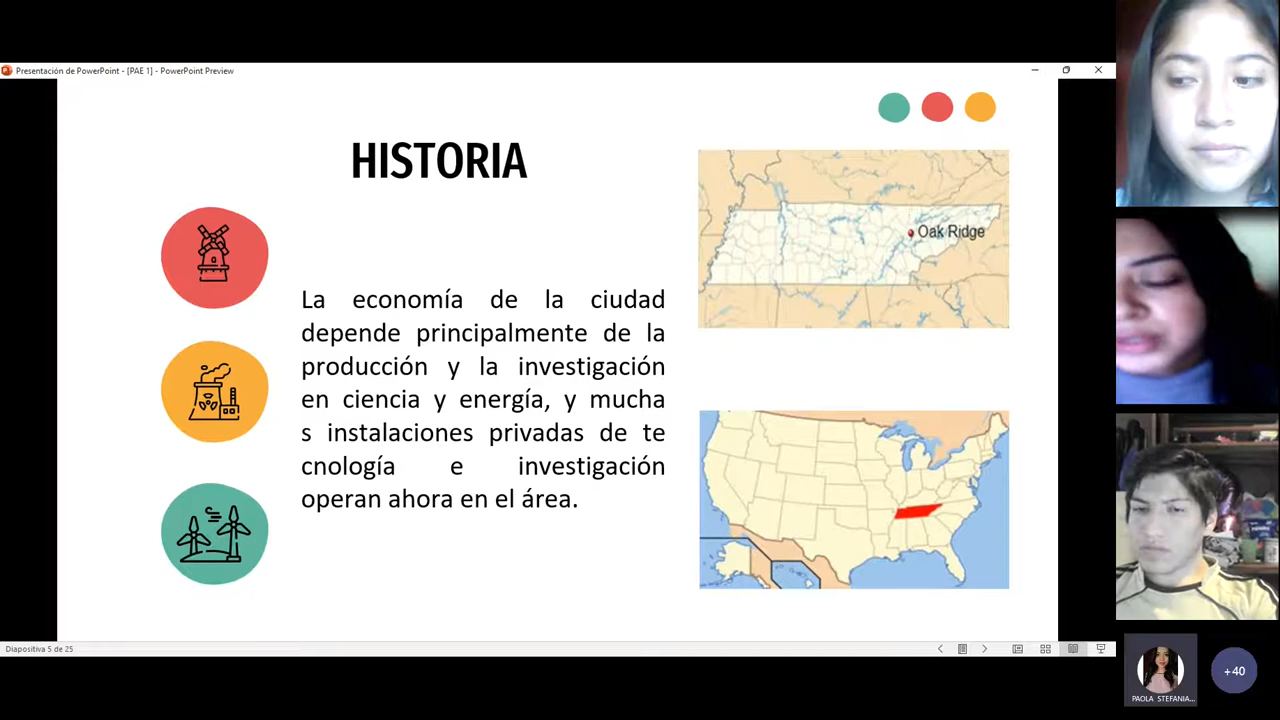 Presentación de PowerPoint - [PAE 1] - PowerPoint Preview
HISTORIA
La economía de la ciudad
depende principalmente de la
producción y la investigación
en ciencia y energía, y mucha
s instalaciones privadas de te
cnología e investigación
operan ahora en el área.
Oak Ridge
Diapositiva 5 de 25
PAOLA STEFANIA...
+40